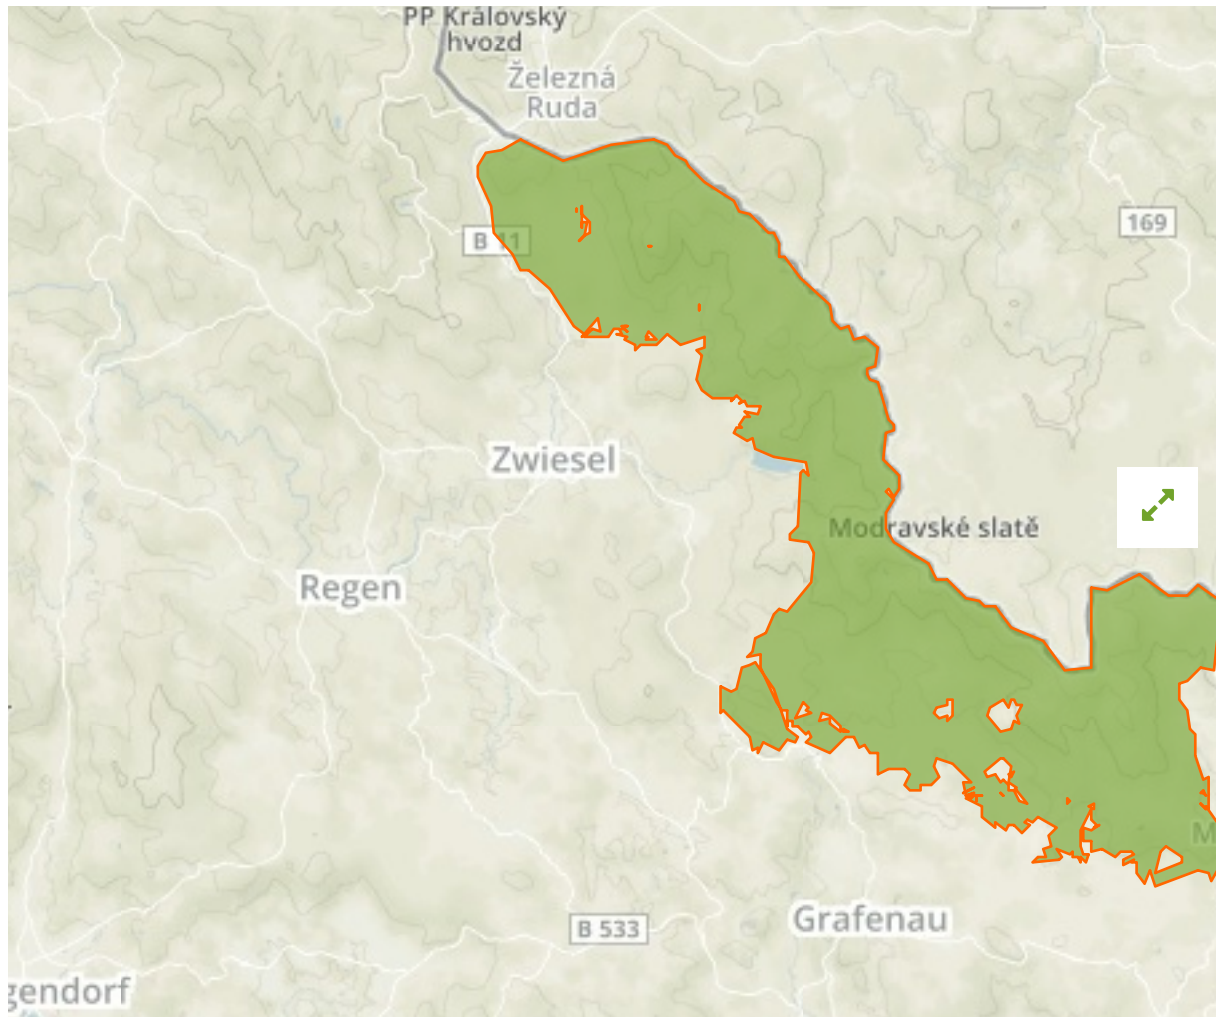 PP Královský
hvozd
Železná
Ruda
169
B 11
Zwiesel
Modravské slatě
Regen
M
Grafenau
B 533
gendorf